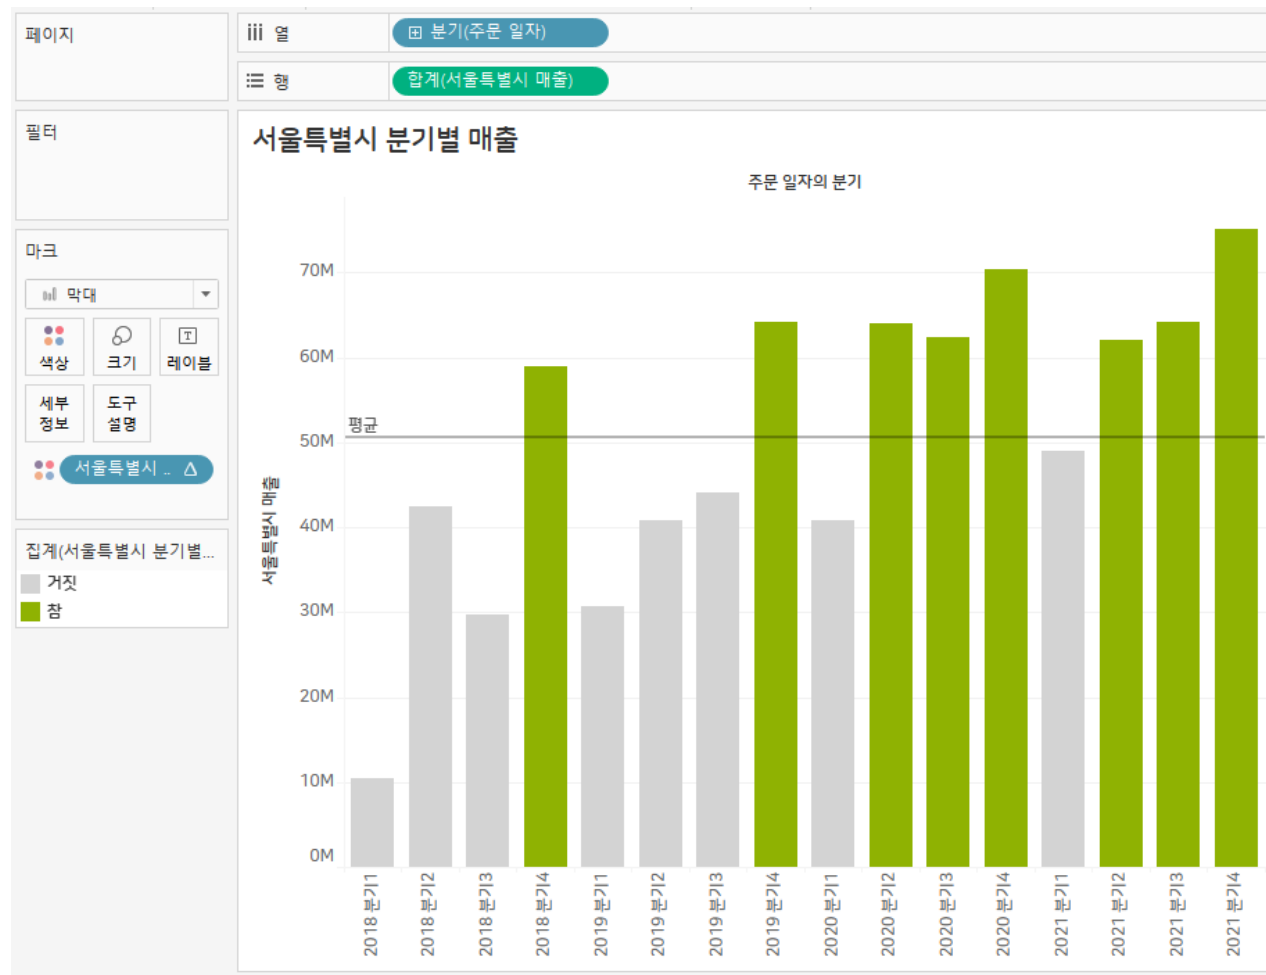 페이지
iii 열
분기(주문 일자)
행
합계(서울특별시 매출)
필터
마크
막대
색상
크기
레이블
세부
정보
도구
설명
서울특별시 ..
집계(서울특별시 분기별...
거짓
참
서울특별시 분기별 매출
주문 일자의 분기
서울특별시 매출
70M
60M
50M
40M
30M
20M
10M
0M
평균
2018 분기1
2018 분기2
2018 분기3
2018 분기4
2019 분기1
2019 분기2
2019 분기3
2019 분기4
2020 분기1
2020 분기2
2020 분기3
2020 분기4
2021 분기1
2021 분기2
2021 분기3
2021 분기4